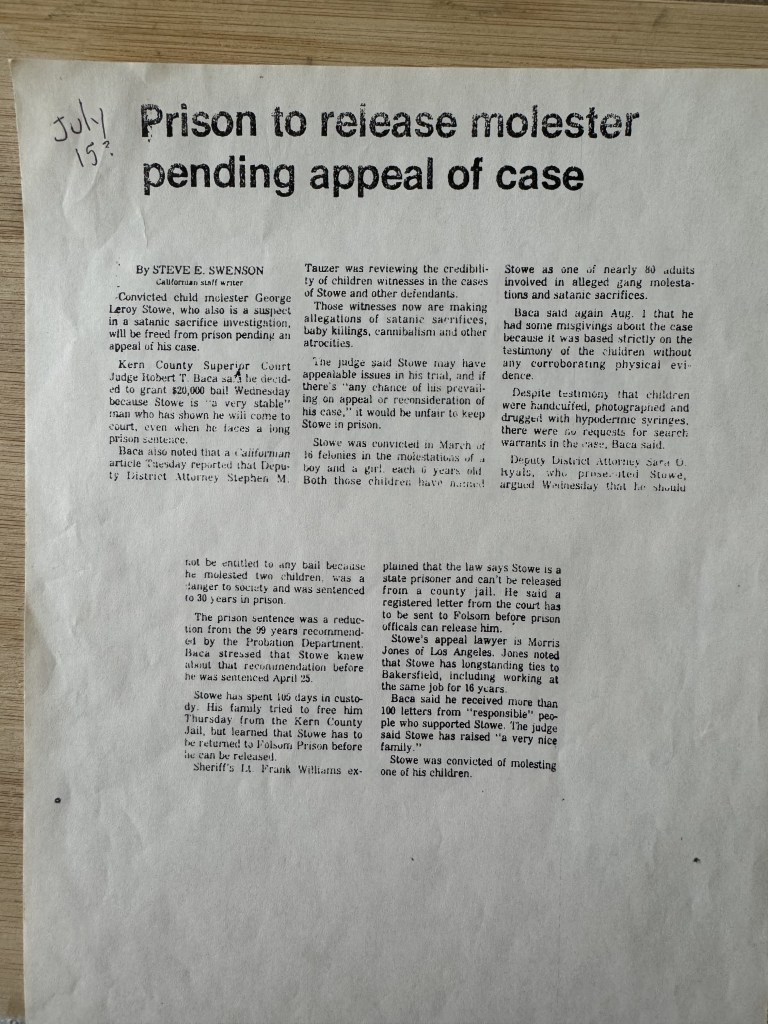 July
15?
Prison to release molester
pending appeal of case
By STEVE E. SWENSON
Californian staff writer
Convicted child molester George
Leroy Stowe, who also is a suspect
in a satanic sacrifice investigation,
will be freed from prison pending an
appeal of his case.
Kern County Superior Court
Judge Robert T. Baca said he decid-
ed to grant $20,000 bail Wednesday
because Stowe is "a very stable"
man who has shown he will come to
court, even when he faces a long
prison sentence.
Baca also noted that a Californian
article Tuesday reported that Depu-
ty District Attorney Stephen M.
Tauzer was reviewing the credibili-
ty of children witnesses in the cases
of Stowe and other defendants.
Those witnesses now are making
allegations of satanic sacrifices,
baby killings, cannibalism and other
atrocities.
The judge said Stowe may have
appealable issues in his trial, and if
there's "any chance of his prevail-
ing on appeal or reconsideration of
his case," it would be unfair to keep
Stowe in prison.
Stowe was convicted in March of
16 felonies in the molestations of a
boy and a girl, each 6 years old.
Both those children have named
Stowe as one of nearly 80 adults
involved in alleged gang molesta-
tions and satanic sacrifices.
Baca said again Aug. 1 that he
had some misgivings about the case
because it was based strictly on the
testimony of the children without
any corroborating physical evi-
dence.
Despite testimony that children
were handcuffed, photographed and
drugged with hypodermic syringes,
there were no requests for search
warrants in the case, Baca said.
Deputy District Attorney Sara O.
Ryals, who prosecuted Stowe,
argued Wednesday that he should
not be entitled to any bail because
he molested two children, was a
danger to society and was sentenced
to 30 years in prison.
The prison sentence was a reduc-
tion from the 99 years recommend-
ed by the Probation Department.
Baca stressed that Stowe knew
about that recommendation before
he was sentenced April 25.
Stowe has spent 105 days in custo-
dy. His family tried to free him
Thursday from the Kern County
Jail, but learned that Stowe has to
be returned to Folsom Prison before
he can be released.
Sheriff's Lt. Frank Williams ex-
plained that the law says Stowe is a
state prisoner and can't be released
from a county jail. He said a
registered letter from the court has
to be sent to Folsom before prison
officals can release him.
Stowe's appeal lawyer is Morris
Jones of Los Angeles. Jones noted
that Stowe has longstanding ties to
Bakersfield, including working at
the same job for 16 years.
Baca said he received more than
100 letters from "responsible" peo-
ple who supported Stowe. The judge
said Stowe has raised "a very nice
family."
Stowe was convicted of molesting
one of his children.